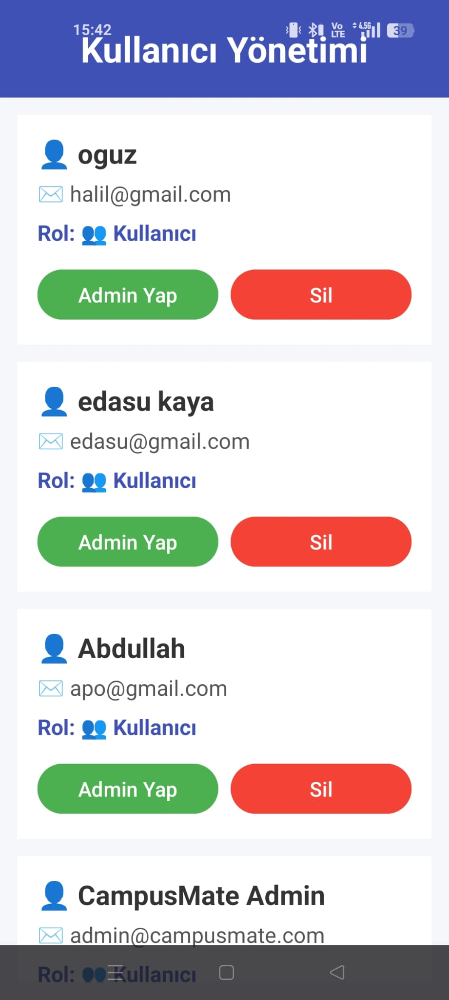 15:42 Vo LTE 4.5G 39
Kullanıcı Yönetimi
oguz
halil@gmail.com
Rol: Kullanıcı
Admin Yap Sil
edasu kaya
edasu@gmail.com
Rol: Kullanıcı
Admin Yap Sil
Abdullah
apo@gmail.com
Rol: Kullanıcı
Admin Yap Sil
CampusMate Admin
admin@campusmate.com
Rol: Kullanıcı